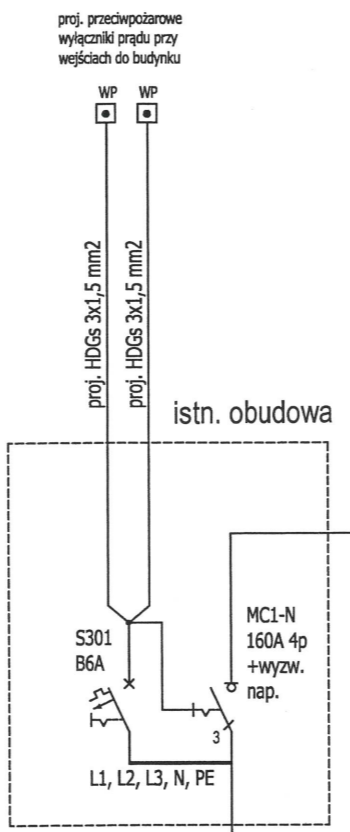 proj. przeciwpożarowe
wyłączniki prądu przy
wejściach do budynku
WP WP
proj. HDGs 3x1,5 mm2
proj. HDGs 3x1,5 mm2
istn. obudowa
S301
B6A
MC1-N
160A 4p
+wyzw.
nap.
3
L1, L2, L3, N, PE